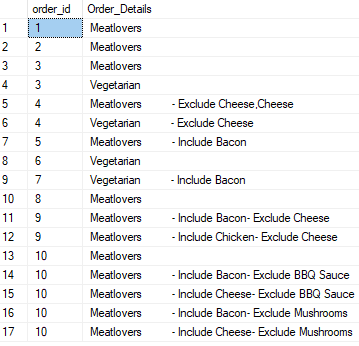 order_id Order_Details
1 1 Meatlovers
2 2 Meatlovers
3 3 Meatlovers
4 3 Vegetarian
5 4 Meatlovers - Exclude Cheese,Cheese
6 4 Vegetarian - Exclude Cheese
7 5 Meatlovers - Include Bacon
8 6 Vegetarian
9 7 Vegetarian - Include Bacon
10 8 Meatlovers
11 9 Meatlovers - Include Bacon- Exclude Cheese
12 9 Meatlovers - Include Chicken- Exclude Cheese
13 10 Meatlovers
14 10 Meatlovers - Include Bacon- Exclude BBQ Sauce
15 10 Meatlovers - Include Cheese- Exclude BBQ Sauce
16 10 Meatlovers - Include Bacon- Exclude Mushrooms
17 10 Meatlovers - Include Cheese- Exclude Mushrooms